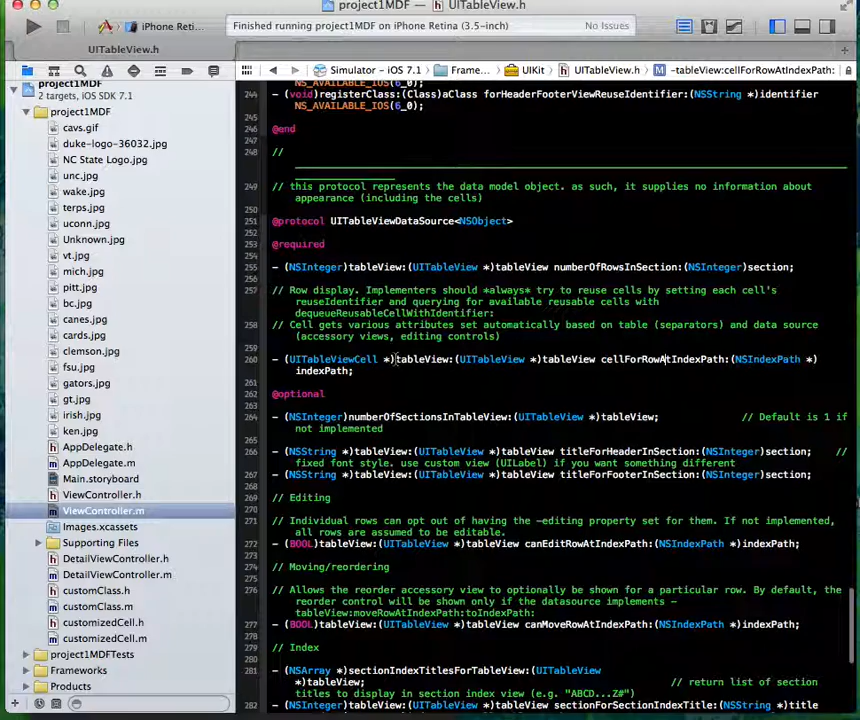 project1MDF — UITableView.h
iPhone Reti...
Finished running project1MDF on iPhone Retina (3.5-inch)
No Issues
UITableView.h
Simulator - iOS 7.1
Frame...
UIKit
UITableView.h
M
-tableView:cellForRowAtIndexPath:
project1MDF
2 targets, iOS SDK 7.1
project1MDF
cavs.gif
duke-logo-36032.jpg
NC State Logo.jpg
unc.jpg
wake.jpg
terps.jpg
uconn.jpg
Unknown.jpg
vt.jpg
mich.jpg
pitt.jpg
bc.jpg
canes.jpg
cards.jpg
clemson.jpg
fsu.jpg
gators.jpg
gt.jpg
irish.jpg
ken.jpg
AppDelegate.h
AppDelegate.m
Main.storyboard
ViewController.h
ViewController.m
Images.xcassets
Supporting Files
DetailViewController.h
DetailViewController.m
customClass.h
customClass.m
customizedCell.h
customizedCell.m
project1MDFTests
Frameworks
Products
NS_AVAILABLE_IOS(6_0);
244 - (void)registerClass:(Class)aClass forHeaderFooterViewReuseIdentifier:(NSString *)identifier
NS_AVAILABLE_IOS(6_0);
245
246 @end
247
248 //
249 // this protocol represents the data model object. as such, it supplies no information about
appearance (including the cells)
250
251 @protocol UITableViewDataSource<NSObject>
252
253 @required
254
255 - (NSInteger)tableView:(UITableView *)tableView numberOfRowsInSection:(NSInteger)section;
256
257 // Row display. Implementers should *always* try to reuse cells by setting each cell's
reuseIdentifier and querying for available reusable cells with
dequeueReusableCellWithIdentifier:
258 // Cell gets various attributes set automatically based on table (separators) and data source
(accessory views, editing controls)
259
260 - (UITableViewCell *)tableView:(UITableView *)tableView cellForRowAtIndexPath:(NSIndexPath *)
indexPath;
261
262 @optional
263
264 - (NSInteger)numberOfSectionsInTableView:(UITableView *)tableView; // Default is 1 if
not implemented
265
266 - (NSString *)tableView:(UITableView *)tableView titleForHeaderInSection:(NSInteger)section; //
fixed font style. use custom view (UILabel) if you want something different
267 - (NSString *)tableView:(UITableView *)tableView titleForFooterInSection:(NSInteger)section;
268
269 // Editing
270
271 // Individual rows can opt out of having the -editing property set for them. If not implemented,
all rows are assumed to be editable.
272 - (BOOL)tableView:(UITableView *)tableView canEditRowAtIndexPath:(NSIndexPath *)indexPath;
273
274 // Moving/reordering
275
276 // Allows the reorder accessory view to optionally be shown for a particular row. By default, the
reorder control will be shown only if the datasource implements -
tableView:moveRowAtIndexPath:toIndexPath:
277 - (BOOL)tableView:(UITableView *)tableView canMoveRowAtIndexPath:(NSIndexPath *)indexPath;
278
279 // Index
280
281 - (NSArray *)sectionIndexTitlesForTableView:(UITableView
*)tableView; // return list of section
titles to display in section index view (e.g. "ABCD...Z#")
282 - (NSInteger)tableView:(UITableView *)tableView sectionForSectionIndexTitle:(NSString *)title